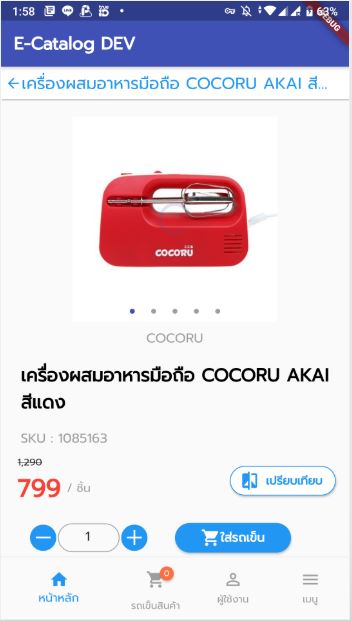 1:58
63%
DEBUG
E-Catalog DEV
←เครื่องผสมอาหารมือถือ COCORU AKAI สี...
COCORU
COCORU
เครื่องผสมอาหารมือถือ COCORU AKAI
สีแดง
SKU : 1085163
1,290
799 / ชิ้น
เปรียบเทียบ
1
ใส่รถเข็น
0
หน้าหลัก
รถเข็นสินค้า
ผู้ใช้งาน
เมนู